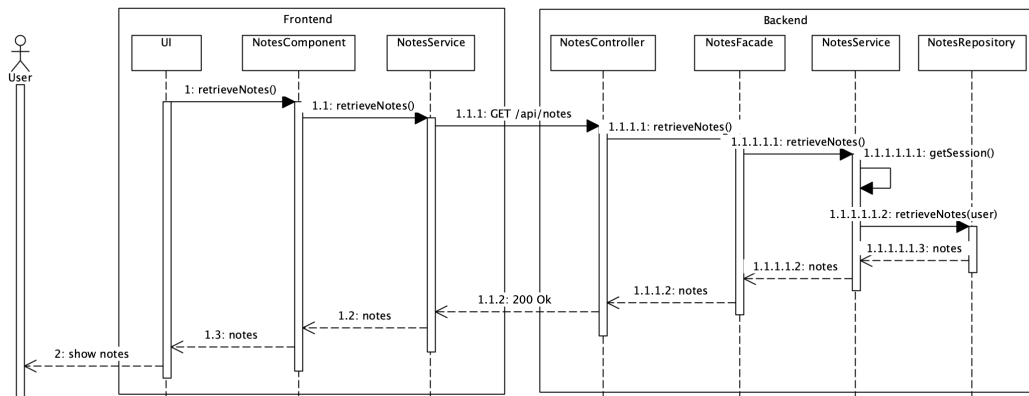 Frontend
Backend
User
UI
NotesComponent
NotesService
NotesController
NotesFacade
NotesService
NotesRepository
1: retrieveNotes()
1.1: retrieveNotes()
1.1.1: GET /api/notes
1.1.1.1: retrieveNotes()
1.1.1.1.1: retrieveNotes()
1.1.1.1.1.1: getSession()
1.1.1.1.1.2: retrieveNotes(user)
1.1.1.1.1.3: notes
1.1.1.1.2: notes
1.1.1.2: notes
1.1.2: 200 Ok
1.2: notes
1.3: notes
2: show notes